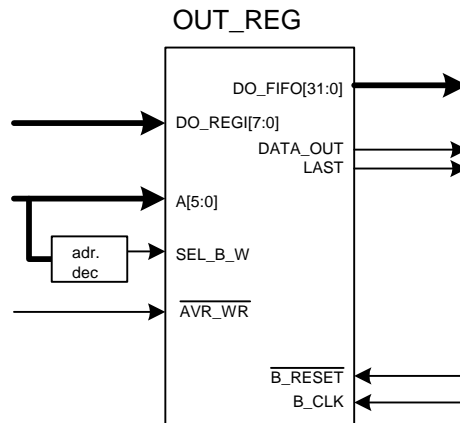 OUT_REG
DO_FIFO[31:0]
DO_REGI[7:0]
DATA_OUT
LAST
A[5:0]
adr.
dec
SEL_B_W
AVR_WR
B_RESET
B_CLK